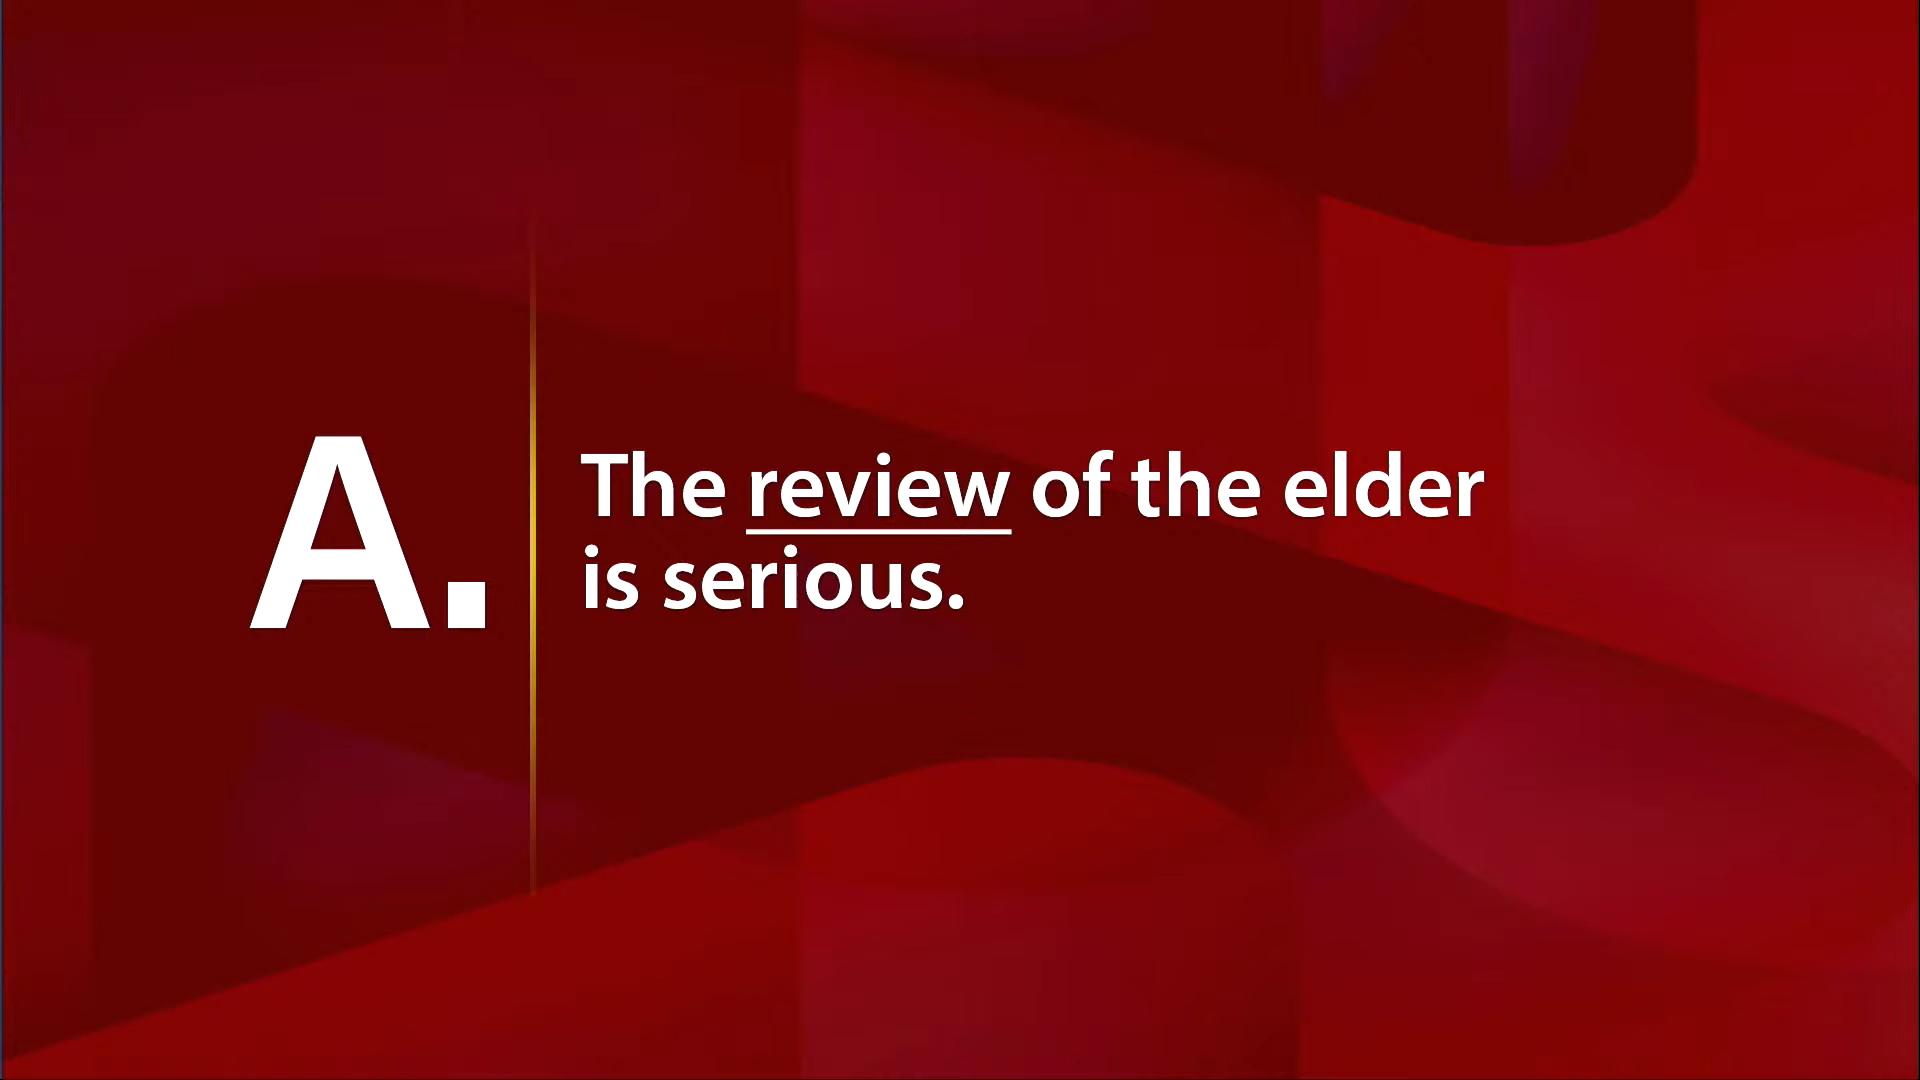 A.
The review of the elder
is serious.